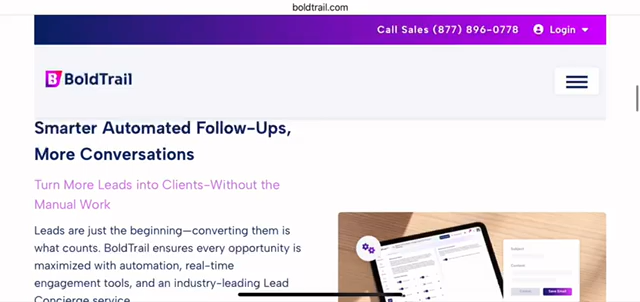 boldtrail.com
Call Sales (877) 896-0778 Login
BoldTrail
Smarter Automated Follow-Ups,
More Conversations
Turn More Leads into Clients-Without the
Manual Work
Leads are just the beginning—converting them is
what counts. BoldTrail ensures every opportunity is
maximized with automation, real-time
engagement tools, and an industry-leading Lead
Concierge service
Save Email